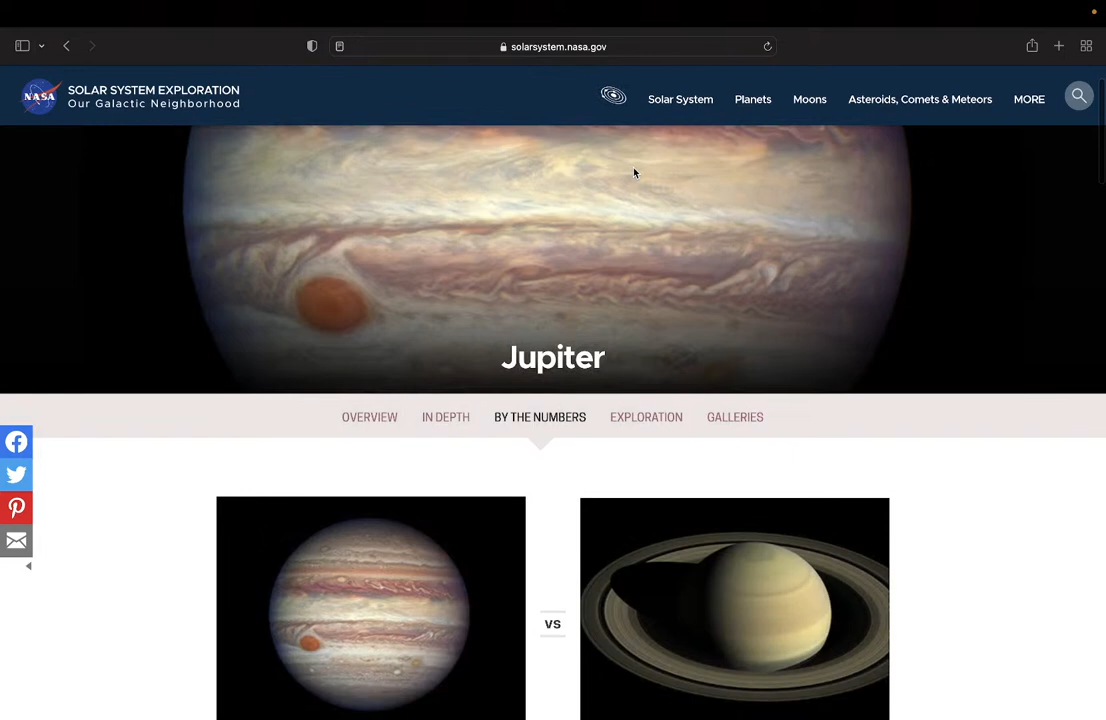 solarsystem.nasa.gov
NASA
SOLAR SYSTEM EXPLORATION
Our Galactic Neighborhood
Solar System
Planets
Moons
Asteroids, Comets & Meteors
MORE
Jupiter
OVERVIEW
IN DEPTH
BY THE NUMBERS
EXPLORATION
GALLERIES
VS